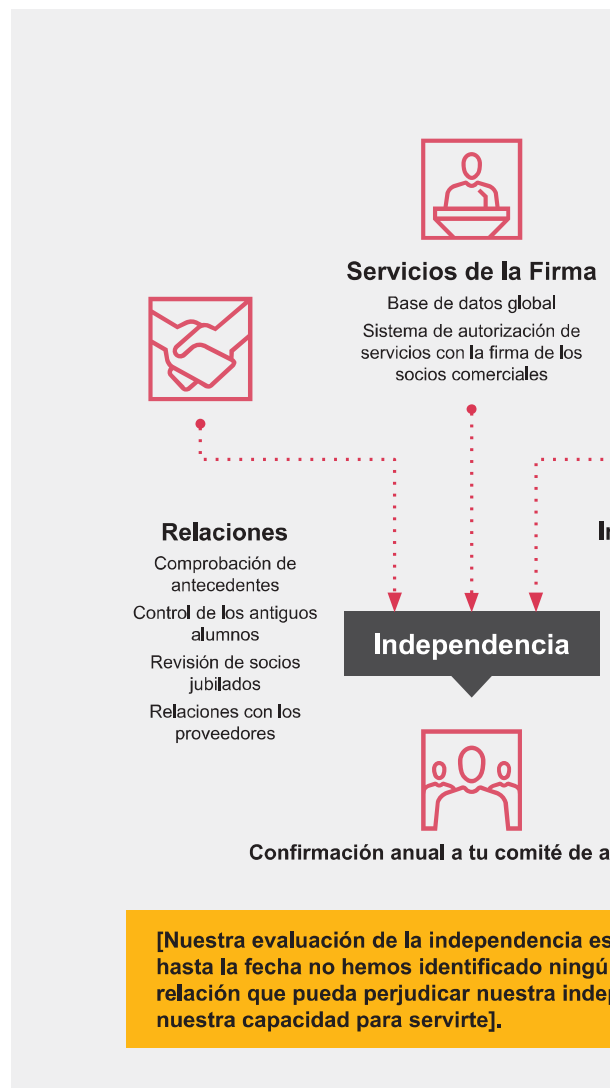 Servicios de la Firma
Base de datos global
Sistema de autorización de
servicios con la firma de los
socios comerciales
Relaciones
Comprobación de
antecedentes
Control de los antiguos
alumnos
Revisión de socios
jubilados
Relaciones con los
proveedores
Independencia
Confirmación anual a tu comité de
[Nuestra evaluación de la independencia
hasta la fecha no hemos identificado
relación que pueda perjudicar nuestra
nuestra capacidad para servirte].